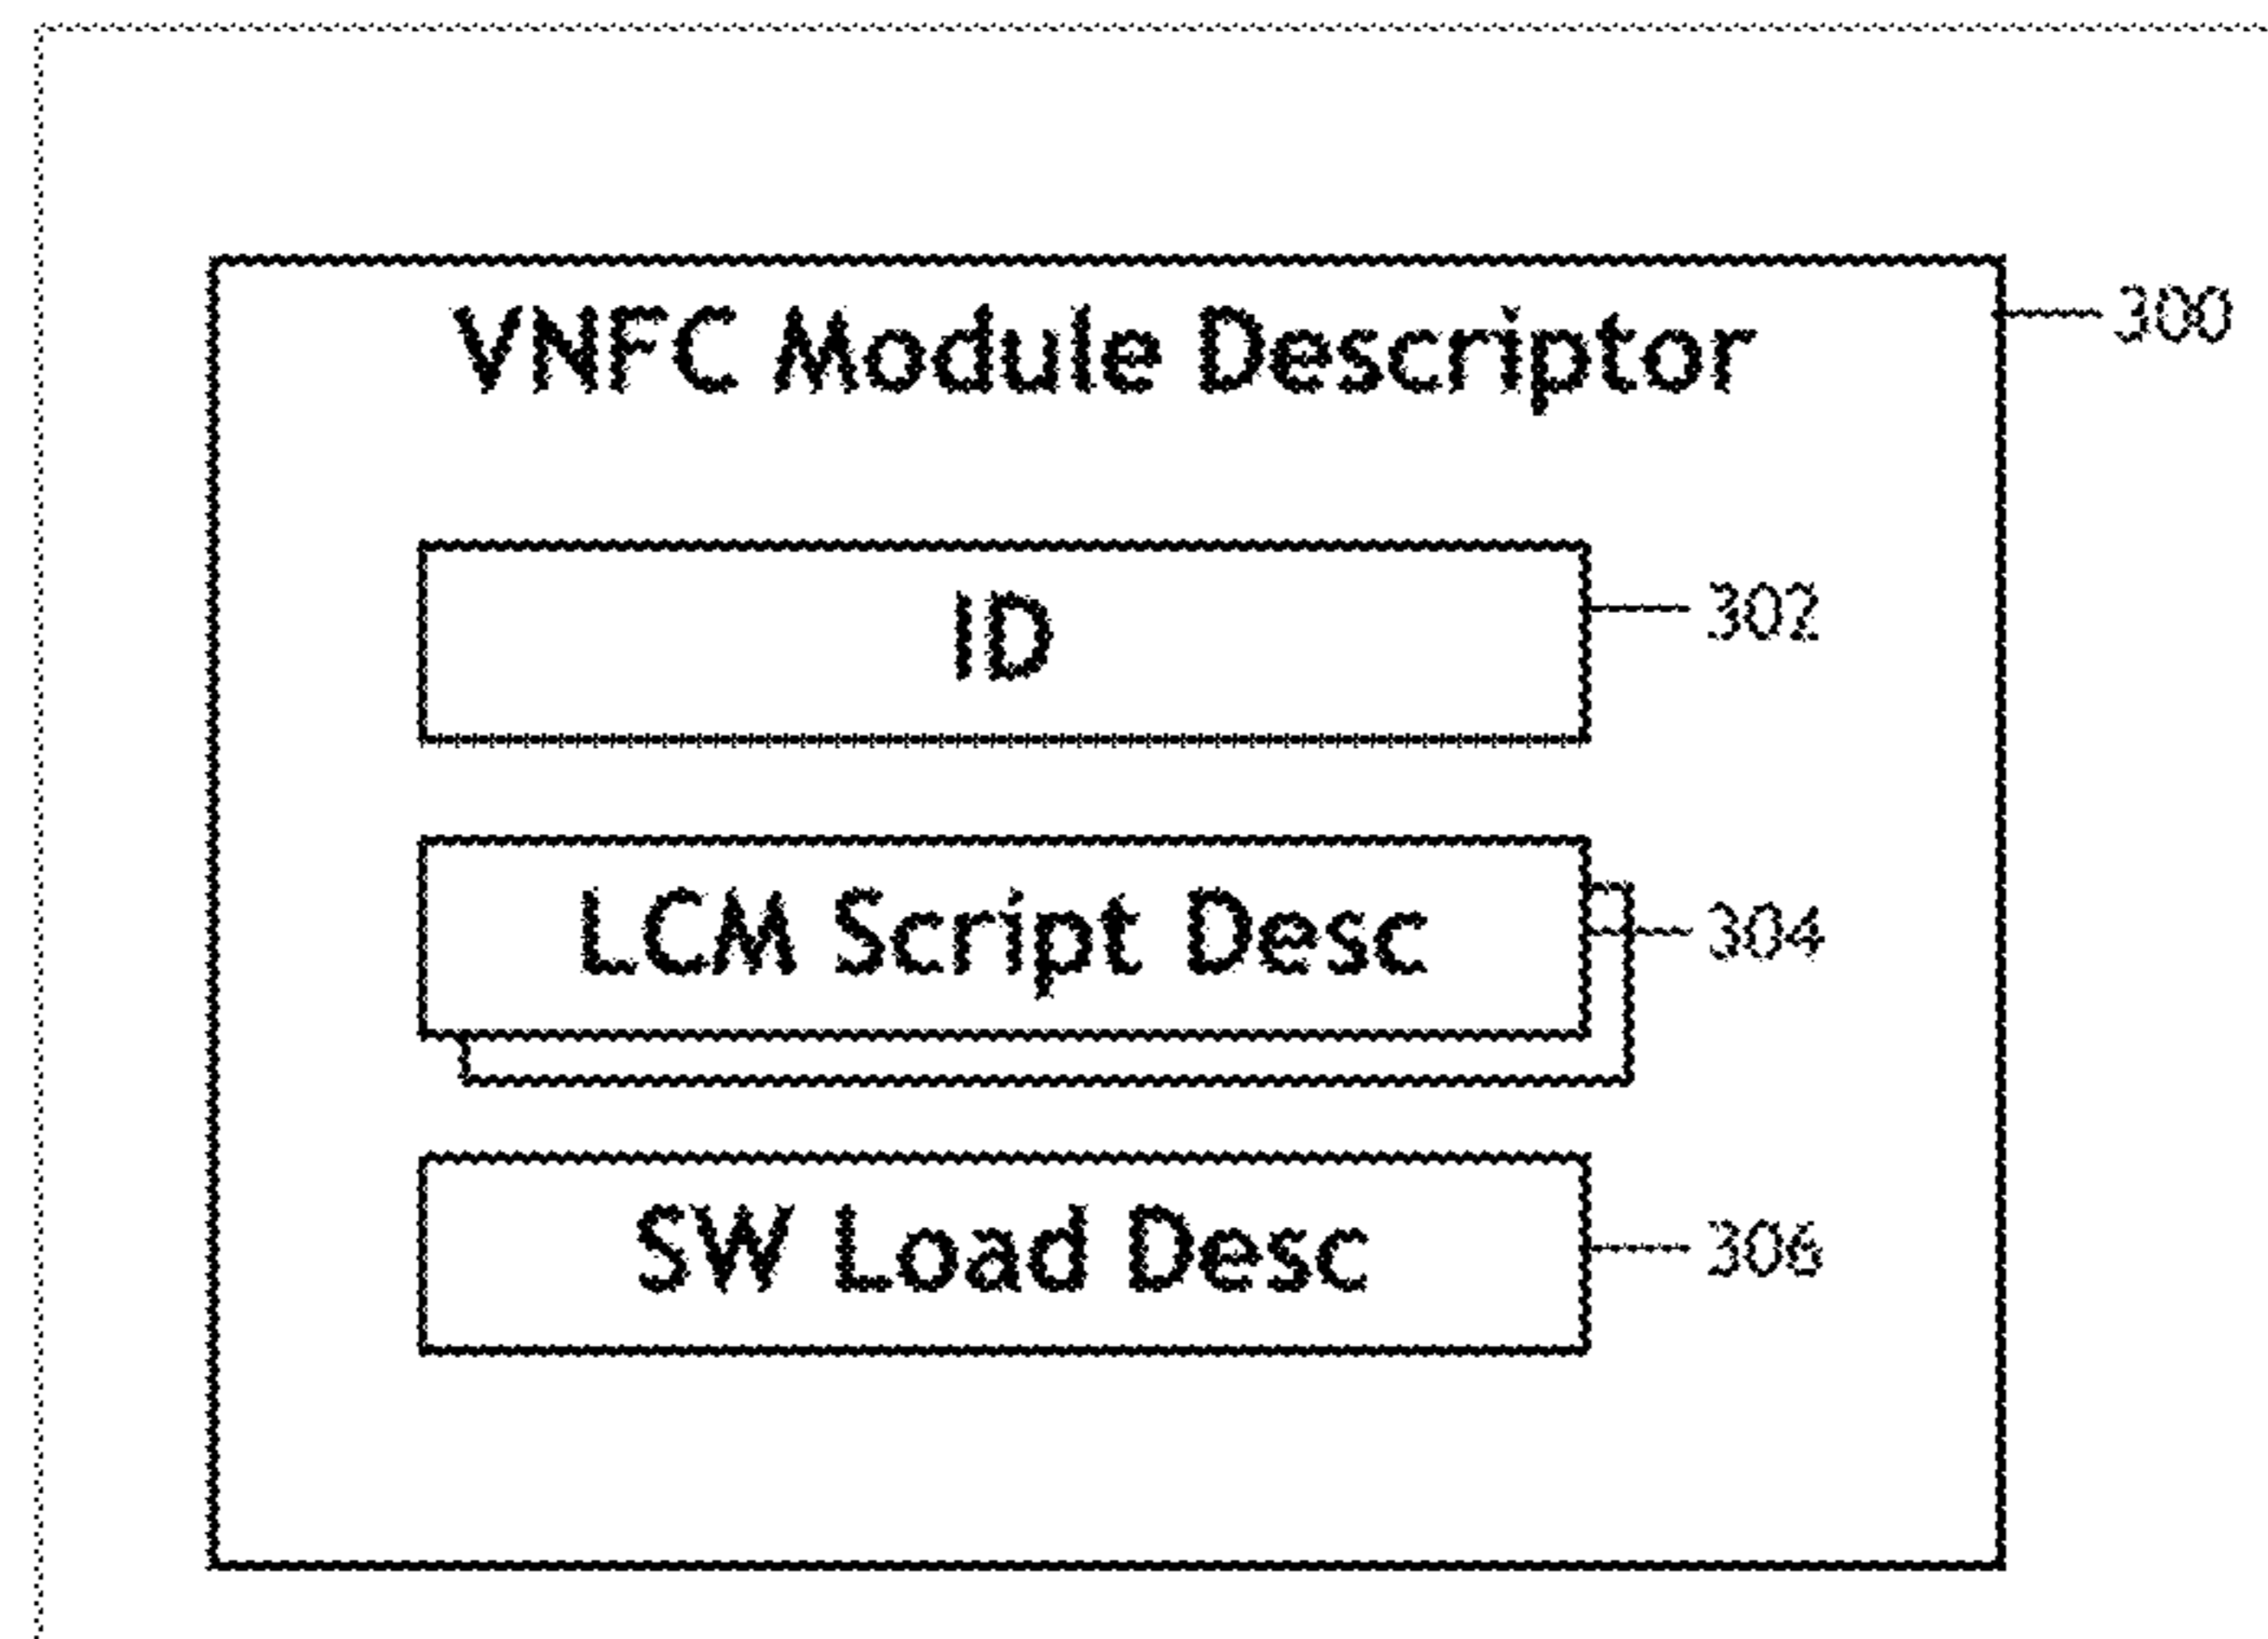 VNFC Module Descriptor
300
ID
302
LCM Script Desc
304
SW Load Desc
306